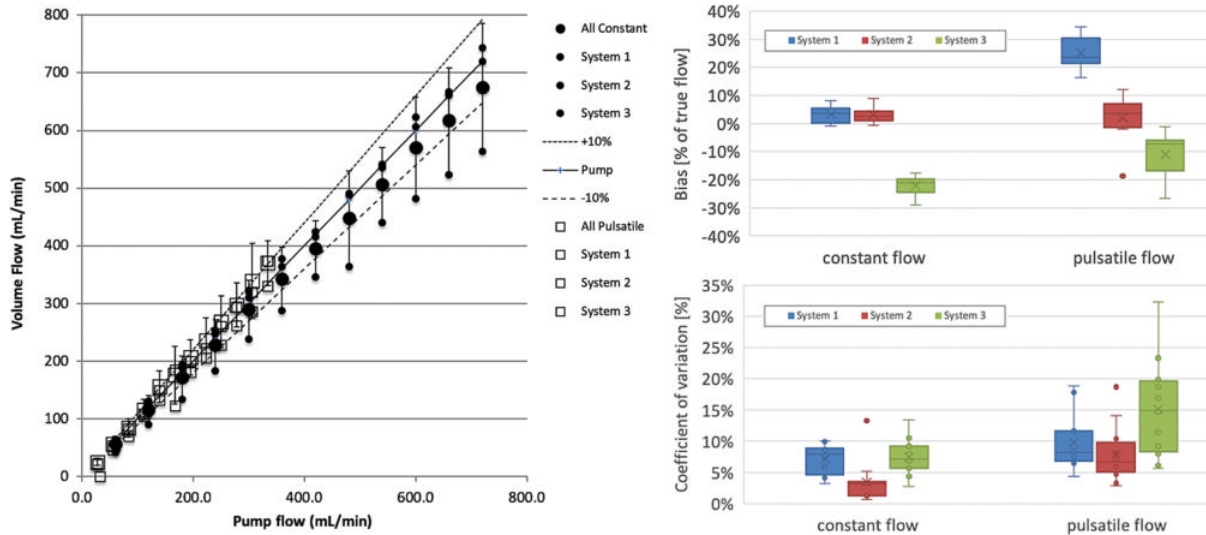 800
700
600
500
400
300
200
100
0
0.0 200.0 400.0 600.0 800.0
Volume Flow (mL/min)
Pump flow (mL/min)
All Constant
System 1
System 2
System 3
+10%
Pump
-10%
All Pulsatile
System 1
System 2
System 3
Bias [% of true flow]
40%
30%
20%
10%
0%
-10%
-20%
-30%
-40%
System 1 System 2 System 3
constant flow pulsatile flow
Coefficient of variation [%]
35%
30%
25%
20%
15%
10%
5%
0%
System 1 System 2 System 3
constant flow pulsatile flow